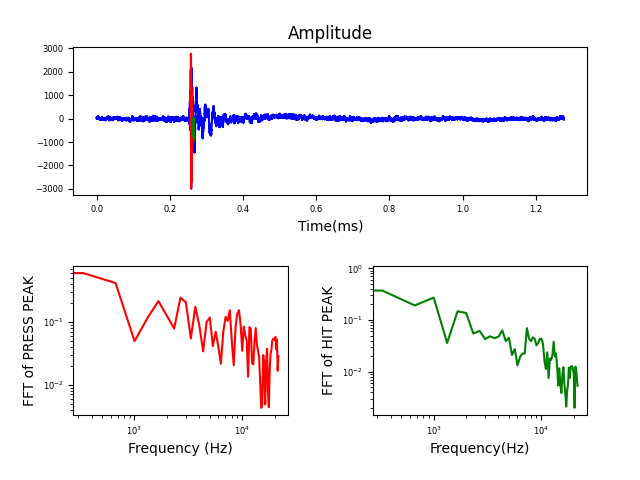 Amplitude
3000
2000
1000
0
−1000
−2000
−3000
0.0 0.2 0.4 0.6 0.8 1.0 1.2
Time(ms)
FFT of PRESS PEAK
10⁻¹
10⁻²
10³ 10⁴
Frequency (Hz)
FFT of HIT PEAK
10⁰
10⁻¹
10⁻²
10³ 10⁴
Frequency(Hz)